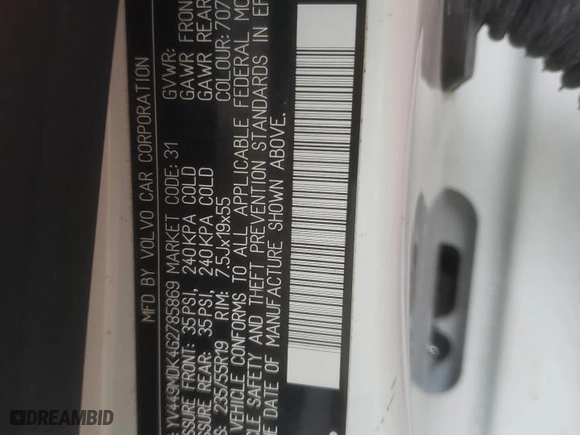 MFD BY VOLVO CAR CORPORATION
YV449MDK4G2785869 MARKET CODE: 31 GVWR:
SSURE FRONT: 35PSI, 240KPA COLD GAWR FRON
SSURE REAR: 35PSI, 240KPA COLD GAWR REAR
235/55R19 RIM: 7.5Jx19x55 COLOUR: 707
VEHICLE CONFORMS TO ALL APPLICABLE FEDERAL MO
CLE SAFETY AND THEFT PREVENTION STANDARDS IN EF
HE DATE OF MANUFACTURE SHOWN ABOVE.
DREAMBID